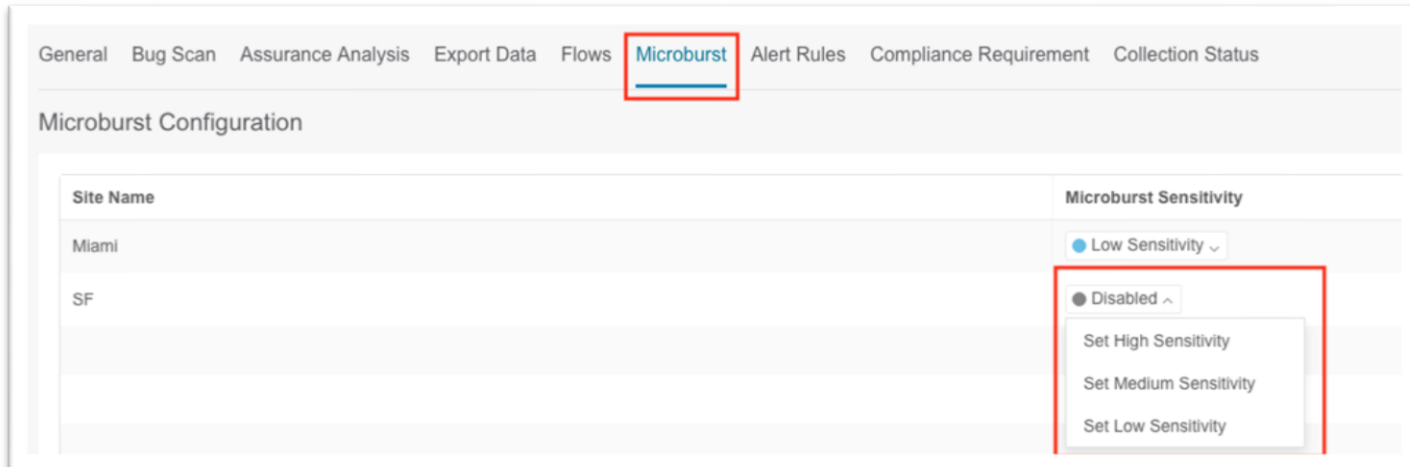 General Bug Scan Assurance Analysis Export Data Flows Microburst Alert Rules Compliance Requirement Collection Status
Microburst Configuration
Site Name Microburst Sensitivity
Miami Low Sensitivity
SF Disabled
Set High Sensitivity
Set Medium Sensitivity
Set Low Sensitivity